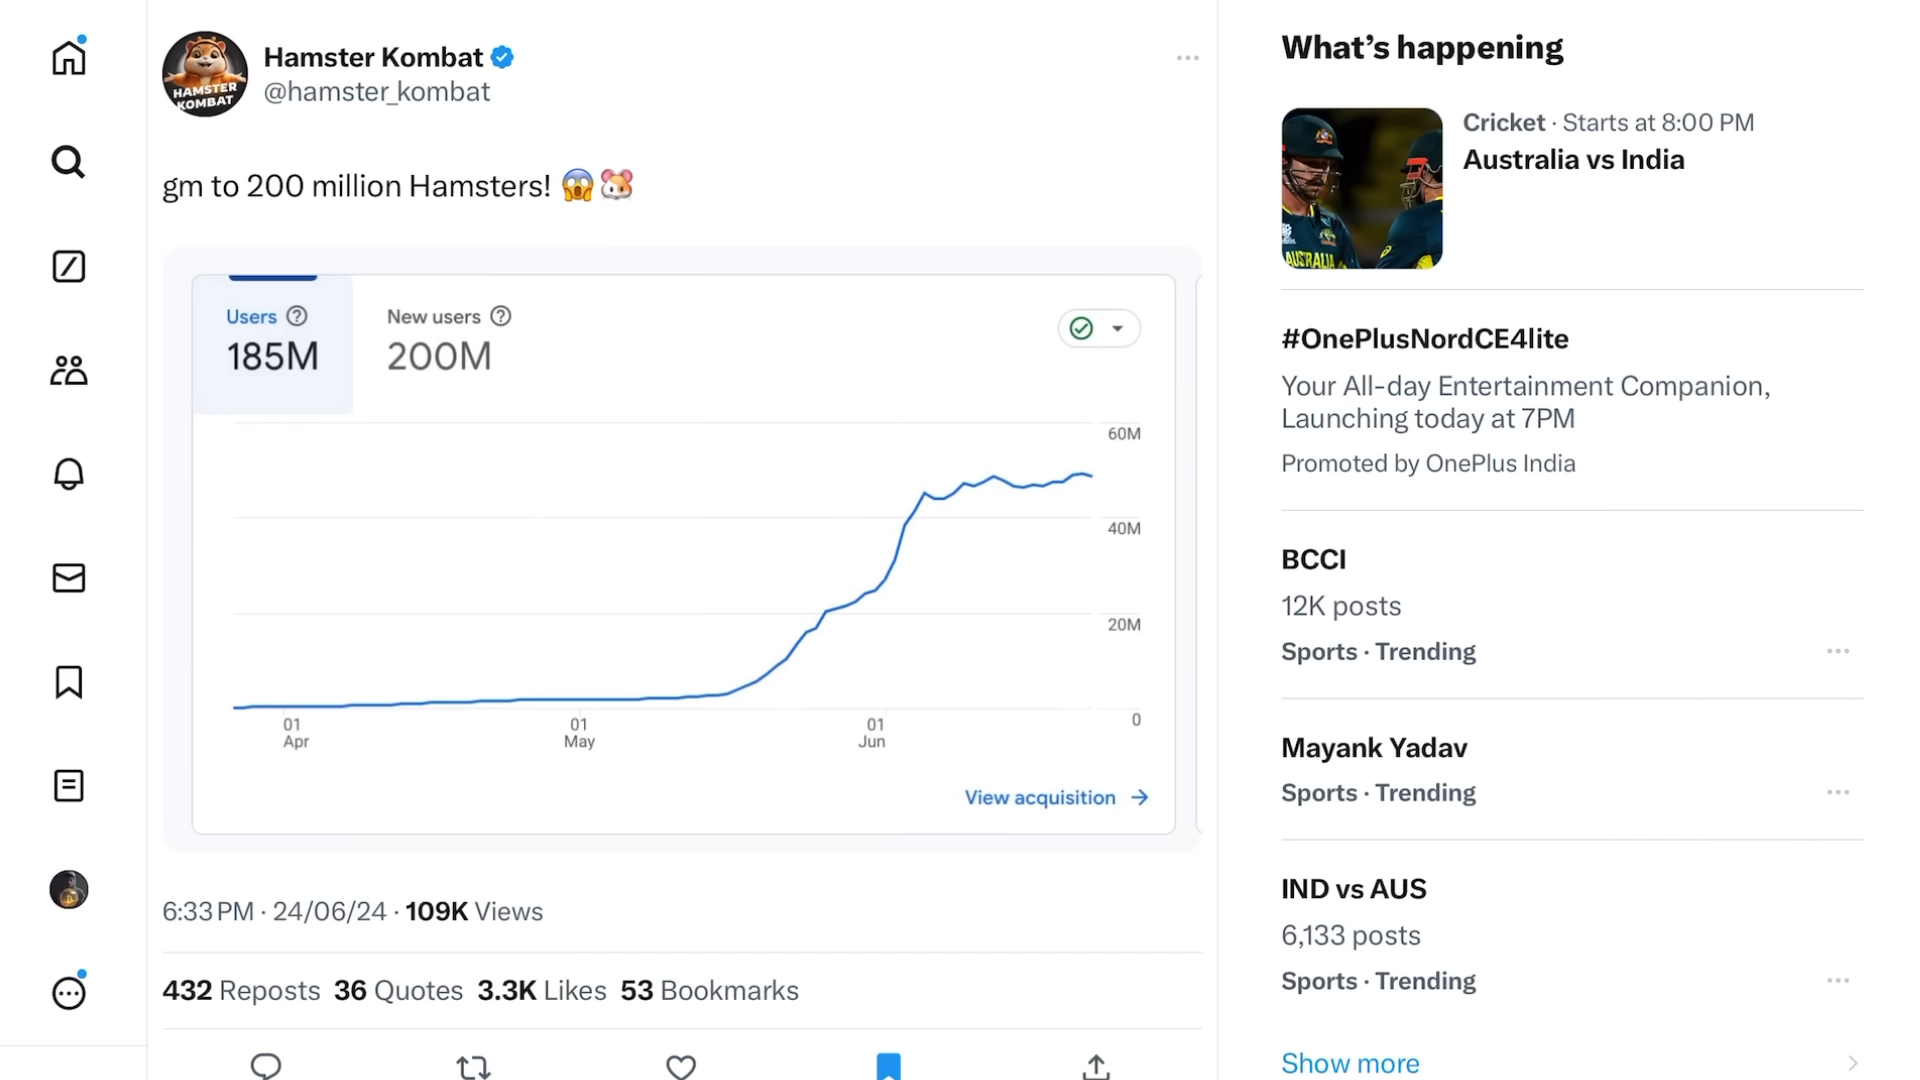 Hamster Kombat
@hamster_kombat
HAMSTER
KOMBAT
gm to 200 million Hamsters! 😱🐹
Users
185M
New users
200M
60M
40M
20M
0
01
Apr
01
May
01
Jun
View acquisition →
6:33 PM · 24/06/24 · 109K Views
432 Reposts 36 Quotes 3.3K Likes 53 Bookmarks
What's happening
Cricket · Starts at 8:00 PM
Australia vs India
AUSTRALIA
#OnePlusNordCE4lite
Your All-day Entertainment Companion,
Launching today at 7PM
Promoted by OnePlus India
BCCI
12K posts
Sports · Trending
Mayank Yadav
Sports · Trending
IND vs AUS
6,133 posts
Sports · Trending
Show more